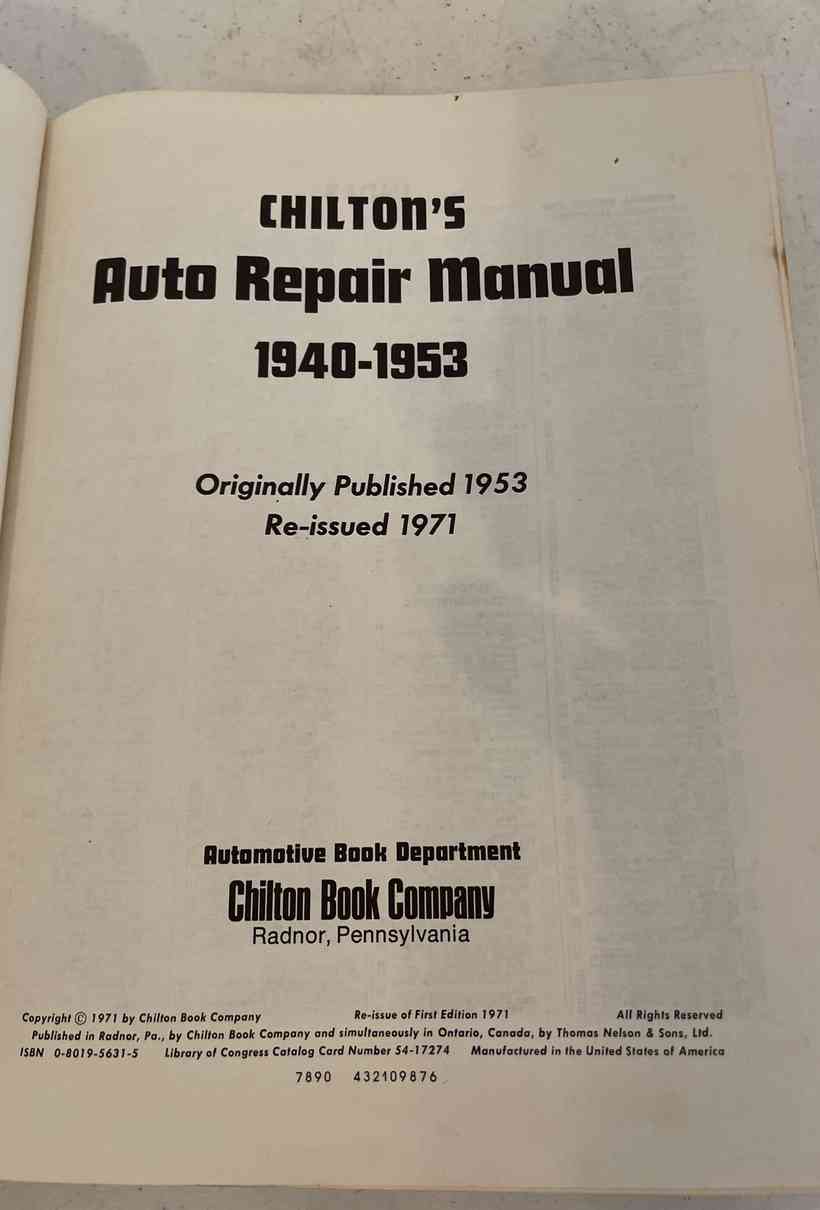 CHILTON'S
Auto Repair Manual
1940-1953
Originally Published 1953
Re-issued 1971
Automotive Book Department
Chilton Book Company
Radnor, Pennsylvania
Copyright © 1971 by Chilton Book Company Re-issue of First Edition 1971 All Rights Reserved
Published in Radnor, Pa., by Chilton Book Company and simultaneously in Ontario, Canada, by Thomas Nelson & Sons, Ltd.
ISBN 0-8019-5631-5 Library of Congress Catalog Card Number 54-17274 Manufactured in the United States of America
7890 432109876